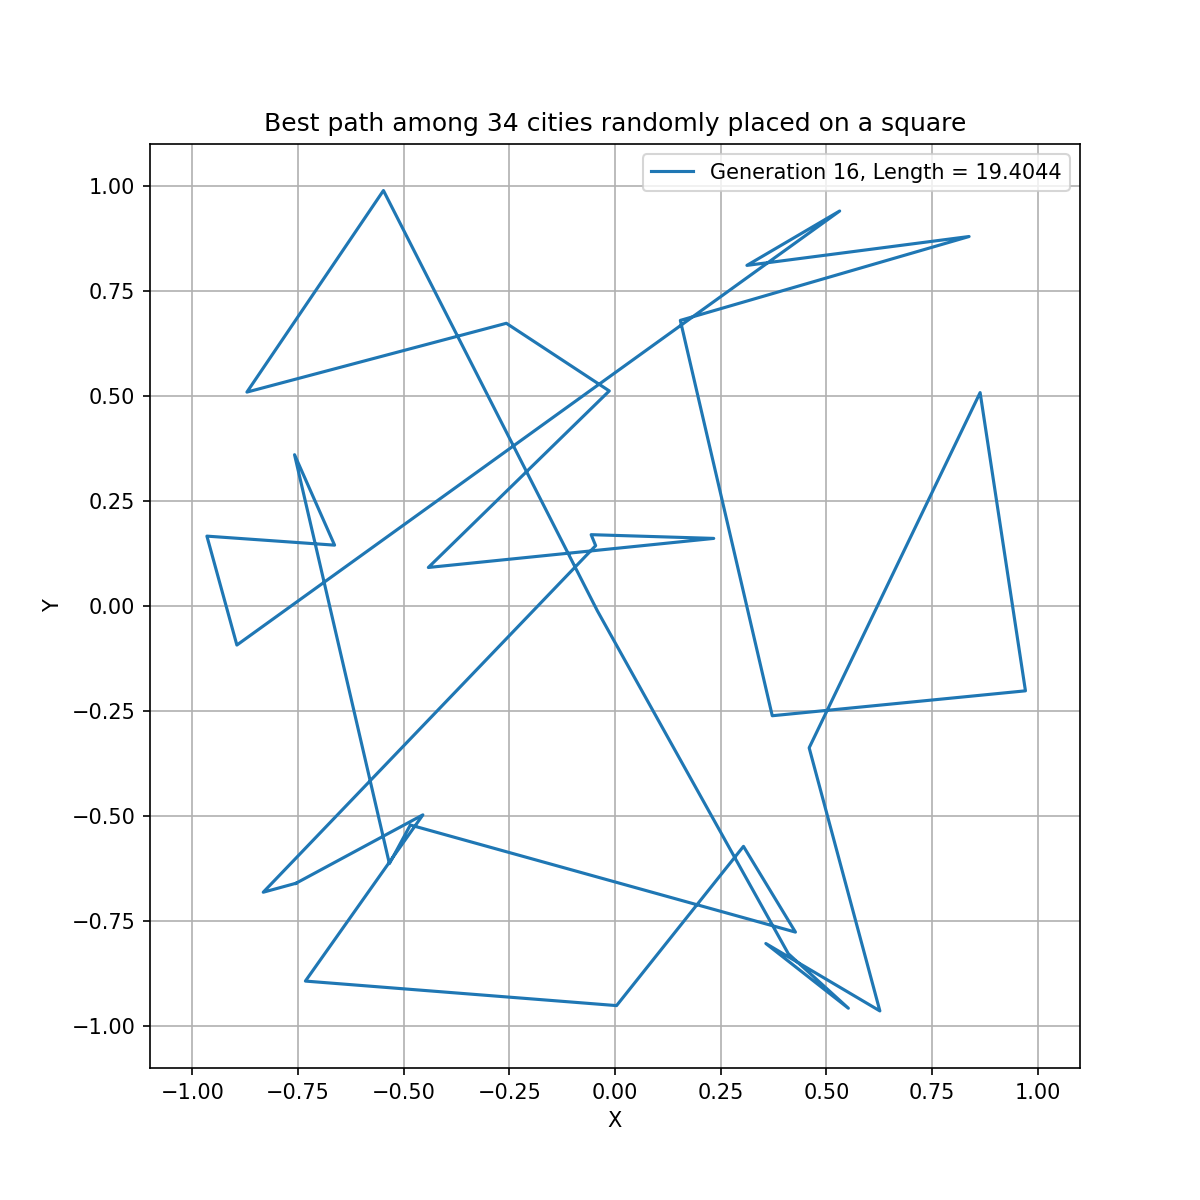 Best path among 34 cities randomly placed on a square
Generation 16, Length = 19.4044
1.00
0.75
0.50
0.25
0.00
−0.25
−0.50
−0.75
−1.00
Y
−1.00 −0.75 −0.50 −0.25 0.00 0.25 0.50 0.75 1.00
X